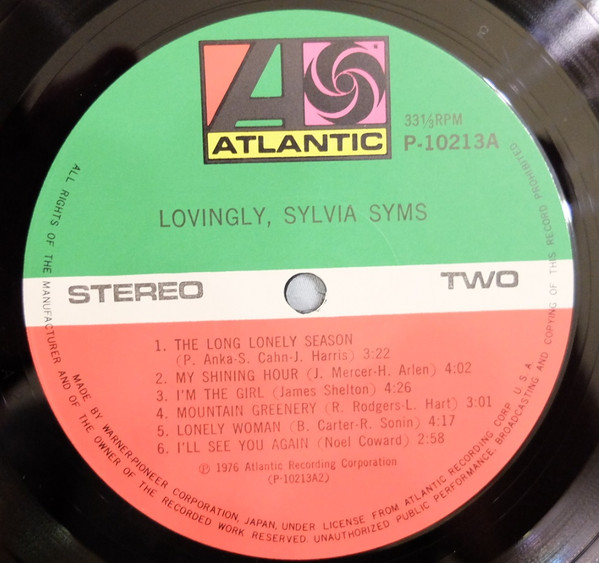 ATLANTIC
33⅓RPM
P-10213A
LOVINGLY, SYLVIA SYMS
STEREO
TWO
1. THE LONG LONELY SEASON
(P. Anka-S. Cahn-J. Harris) 3:22
2. MY SHINING HOUR (J. Mercer-H. Arlen) 4:02
3. I'M THE GIRL (James Shelton) 4:26
4. MOUNTAIN GREENERY (R. Rodgers-L. Hart) 3:01
5. LONELY WOMAN (B. Carter-R. Sonin) 4:17
6. I'LL SEE YOU AGAIN (Noel Coward) 2:58
Ⓟ 1976 Atlantic Recording Corporation
(P-10213A2)
MADE BY WARNER-PIONEER CORPORATION, JAPAN, UNDER LICENSE FROM ATLANTIC RECORDING CORP. U.S.A.
ALL RIGHTS OF THE MANUFACTURER AND OF THE OWNER OF THE RECORDED WORK RESERVED. UNAUTHORIZED PUBLIC PERFORMANCE, BROADCASTING AND COPYING OF THIS RECORD PROHIBITED